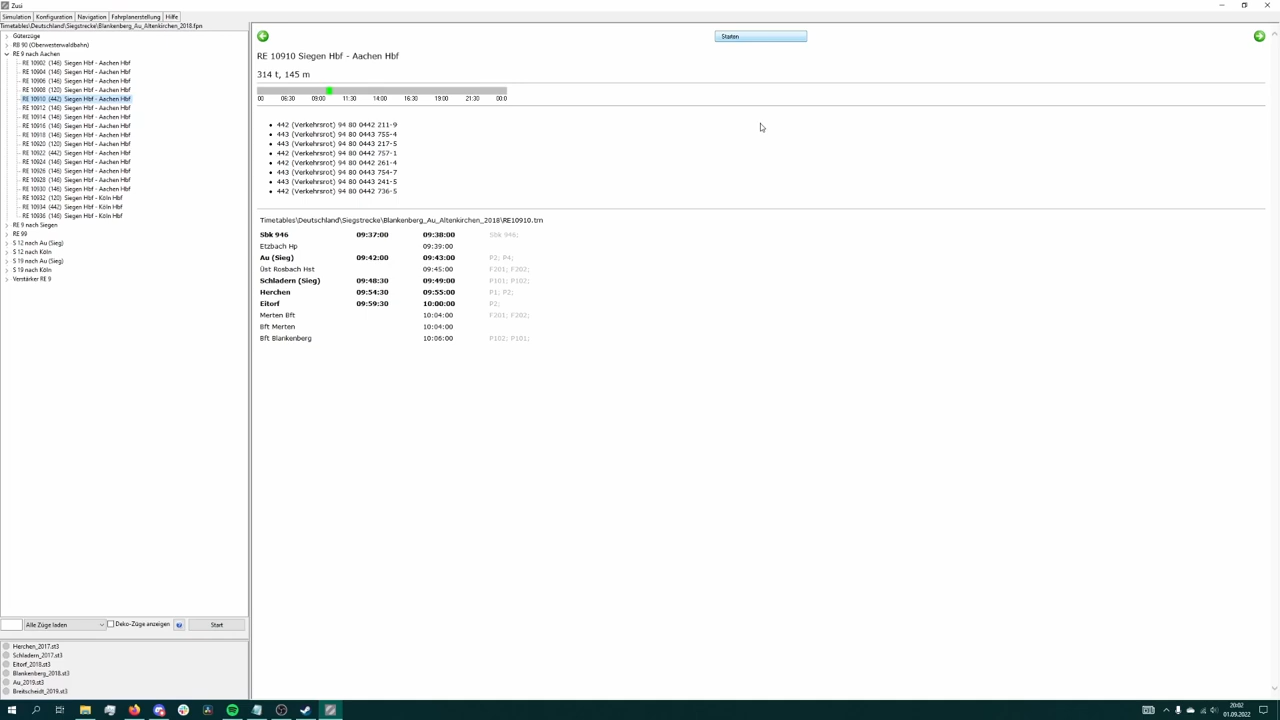 Zusi
Simulation Konfiguration Navigation Fahrplanerstellung Hilfe
Timetables\Deutschland\Siegstrecke\Blankenberg_Au_Altenkirchen_2018.fpn
Güterzüge
RB 90 (Oberwesterwaldbahn)
RE 9 nach Aachen
RE 10902 (146) Siegen Hbf - Aachen Hbf
RE 10904 (146) Siegen Hbf - Aachen Hbf
RE 10906 (146) Siegen Hbf - Aachen Hbf
RE 10908 (120) Siegen Hbf - Aachen Hbf
RE 10910 (442) Siegen Hbf - Aachen Hbf
RE 10912 (146) Siegen Hbf - Aachen Hbf
RE 10914 (146) Siegen Hbf - Aachen Hbf
RE 10916 (146) Siegen Hbf - Aachen Hbf
RE 10918 (146) Siegen Hbf - Aachen Hbf
RE 10920 (120) Siegen Hbf - Aachen Hbf
RE 10922 (442) Siegen Hbf - Aachen Hbf
RE 10924 (146) Siegen Hbf - Aachen Hbf
RE 10926 (146) Siegen Hbf - Aachen Hbf
RE 10928 (146) Siegen Hbf - Aachen Hbf
RE 10930 (146) Siegen Hbf - Aachen Hbf
RE 10932 (120) Siegen Hbf - Köln Hbf
RE 10934 (442) Siegen Hbf - Köln Hbf
RE 10936 (146) Siegen Hbf - Köln Hbf
RE 9 nach Siegen
RE 99
S 12 nach Au (Sieg)
S 12 nach Köln
S 19 nach Au (Sieg)
S 19 nach Köln
Verstärker RE 9
Alle Züge laden Deko-Züge anzeigen Start
Herchen_2017.st3
Schladern_2017.st3
Eitorf_2018.st3
Blankenberg_2018.st3
Au_2019.st3
Breitscheidt_2019.st3
Starten
RE 10910 Siegen Hbf - Aachen Hbf
314 t, 145 m
00 06:30 09:00 11:30 14:00 16:30 19:00 21:30 00:0
442 (Verkehrsrot) 94 80 0442 211-9
443 (Verkehrsrot) 94 80 0443 755-4
443 (Verkehrsrot) 94 80 0443 217-5
442 (Verkehrsrot) 94 80 0442 757-1
442 (Verkehrsrot) 94 80 0442 261-4
443 (Verkehrsrot) 94 80 0443 754-7
443 (Verkehrsrot) 94 80 0443 241-5
442 (Verkehrsrot) 94 80 0442 736-5
Timetables\Deutschland\Siegstrecke\Blankenberg_Au_Altenkirchen_2018\RE10910.trn
Sbk 946 09:37:00 09:38:00 Sbk 946;
Etzbach Hp 09:39:00
Au (Sieg) 09:42:00 09:43:00 P2; P4;
Üst Rosbach Hst 09:45:00 F201; F202;
Schladern (Sieg) 09:48:30 09:49:00 P101; P102;
Herchen 09:54:30 09:55:00 P1; P2;
Eitorf 09:59:30 10:00:00 P2;
Merten Bft 10:04:00 F201; F202;
Bft Merten 10:04:00
Bft Blankenberg 10:06:00 P102; P101;
20:02
01.09.2022